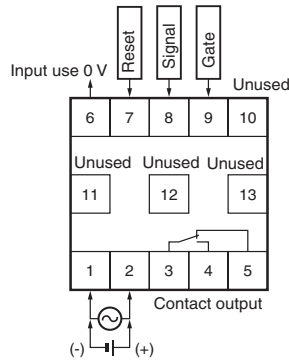 Reset
Signal
Gate
Input use 0 V
Unused
6 7 8 9 10
Unused Unused Unused
11 12 13
1 2 3 4 5
Contact output
(-) (+)